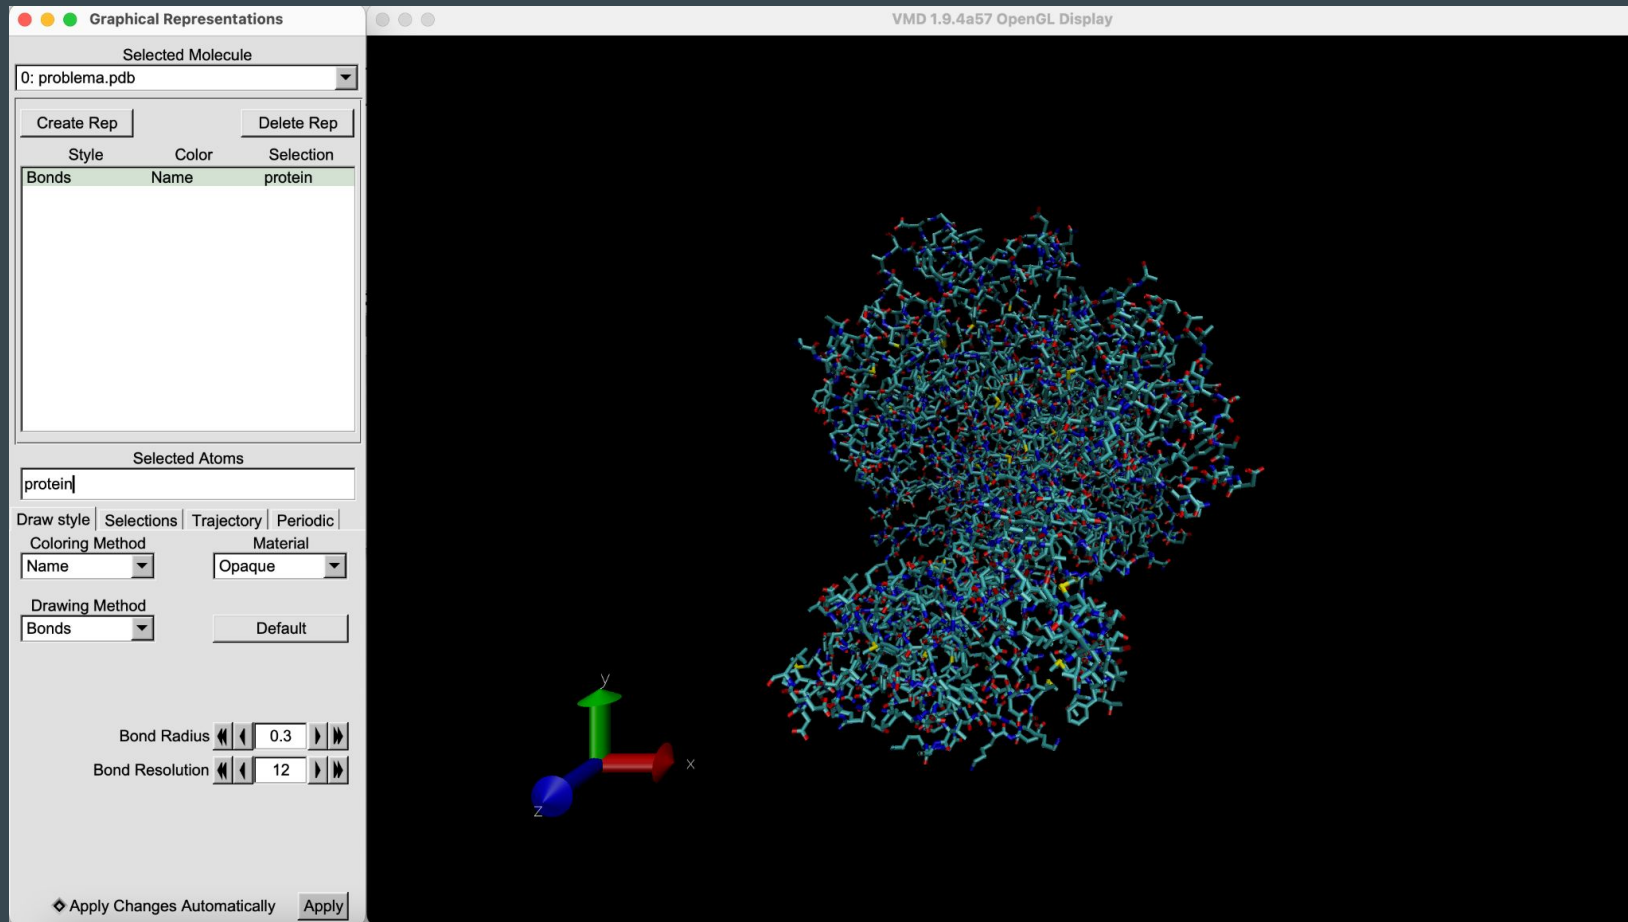 Graphical Representations
VMD 1.9.4a57 OpenGL Display
Selected Molecule
0: problema.pdb
Create Rep Delete Rep
Style Color Selection
Bonds Name protein
Selected Atoms
protein
Draw style Selections Trajectory Periodic
Coloring Method Material
Name Opaque
Drawing Method
Bonds Default
Bond Radius 0.3
Bond Resolution 12
Apply Changes Automatically Apply
y
x
z